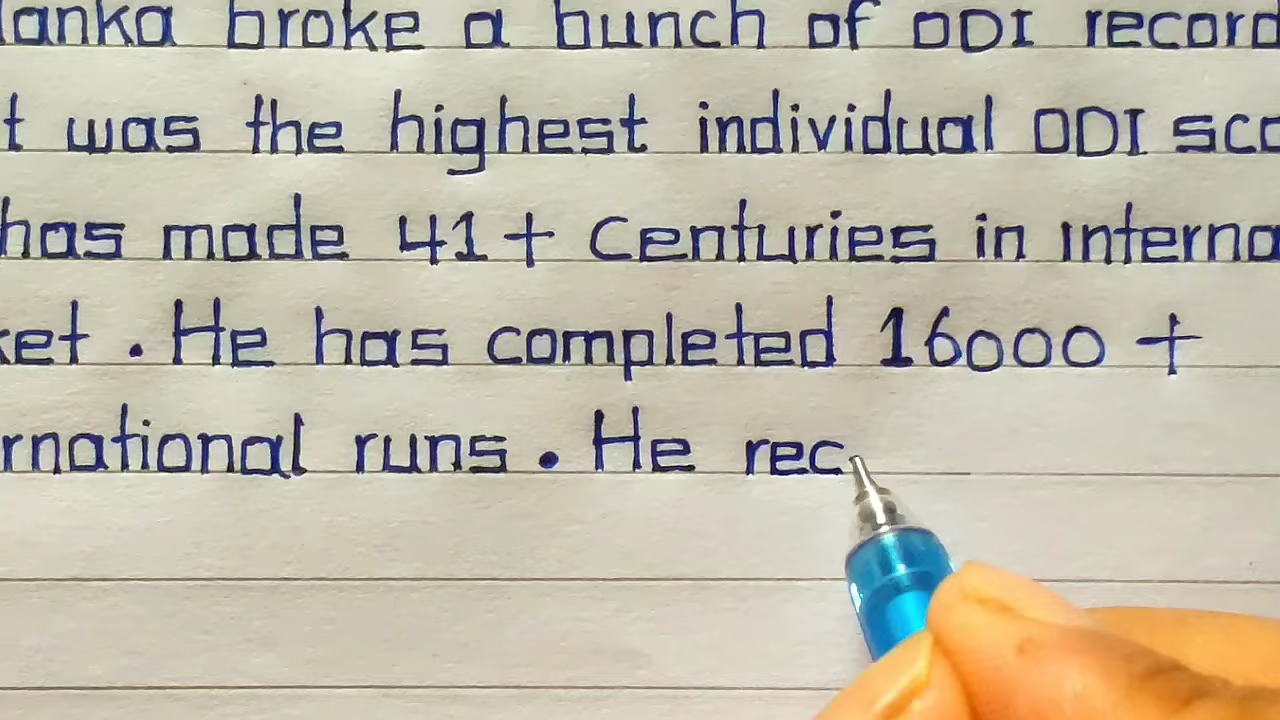 lanka broke a bunch of ODI record
t was the highest individual ODI sco
has made 41+ Centuries in interna
ket . He has completed 16000 +
rnational runs . He rec